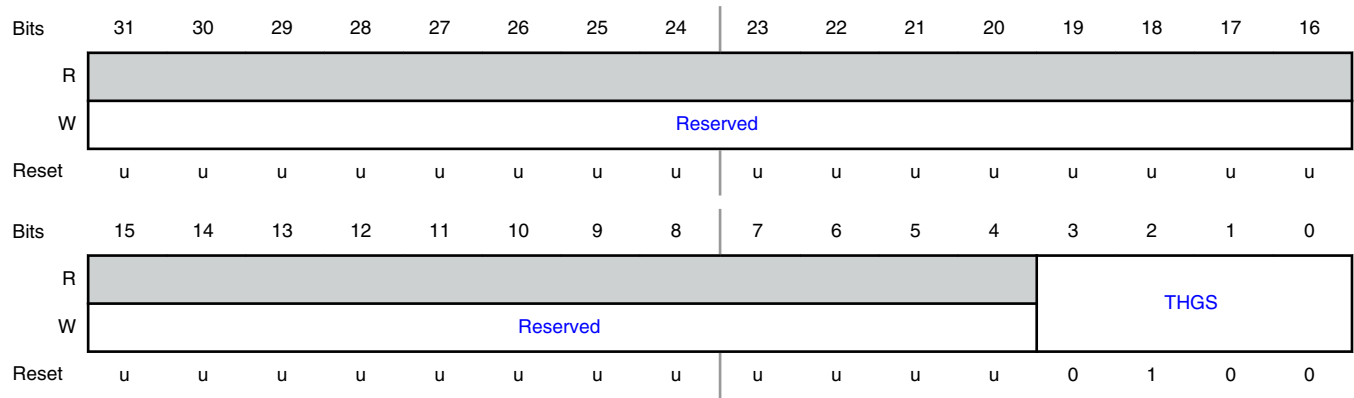 Bits 31 30 29 28 27 26 25 24 23 22 21 20 19 18 17 16
R
W Reserved
Reset u u u u u u u u u u u u u u u u
Bits 15 14 13 12 11 10 9 8 7 6 5 4 3 2 1 0
R
THGS
W Reserved
Reset u u u u u u u u u u u u 0 1 0 0